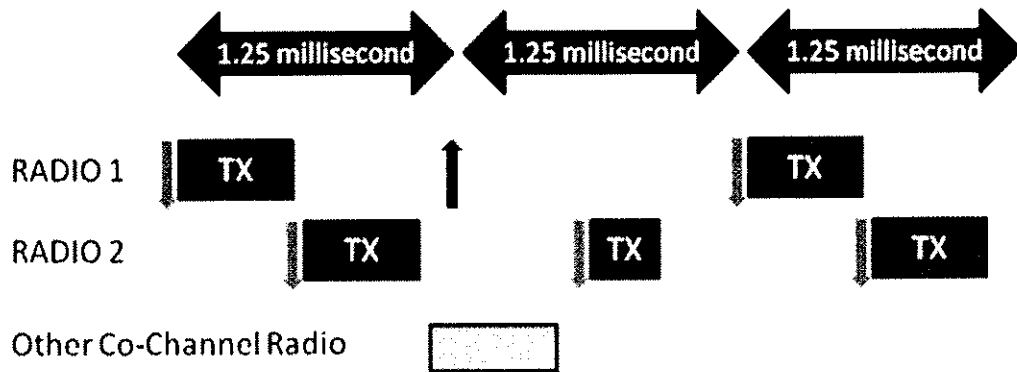 1.25 millisecond 1.25 millisecond 1.25 millisecond
RADIO 1 TX TX
RADIO 2 TX TX TX
Other Co-Channel Radio